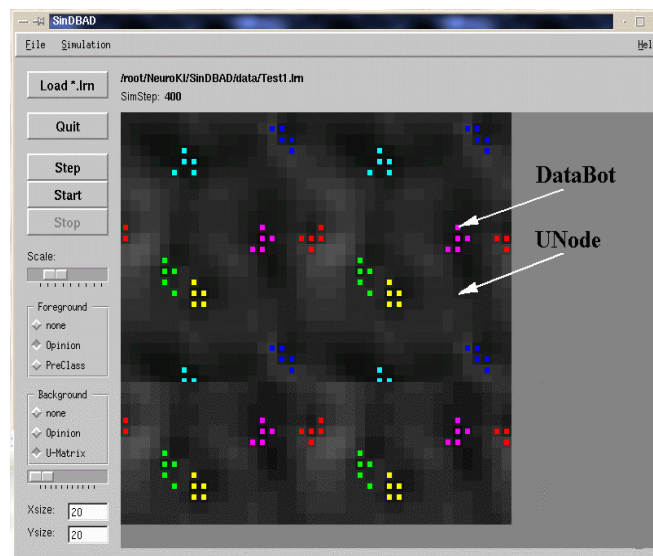 SinDBAD
File Simulation Hel
Load *.lrn
/root/NeuroKI/SinDBAD/data/Test1.lrn
SimStep: 400
Quit
Step
Start
Stop
Scale:
Foreground
none
Opinion
PreClass
Background
none
Opinion
U-Matrix
Xsize: 20
Ysize: 20
DataBot
UNode